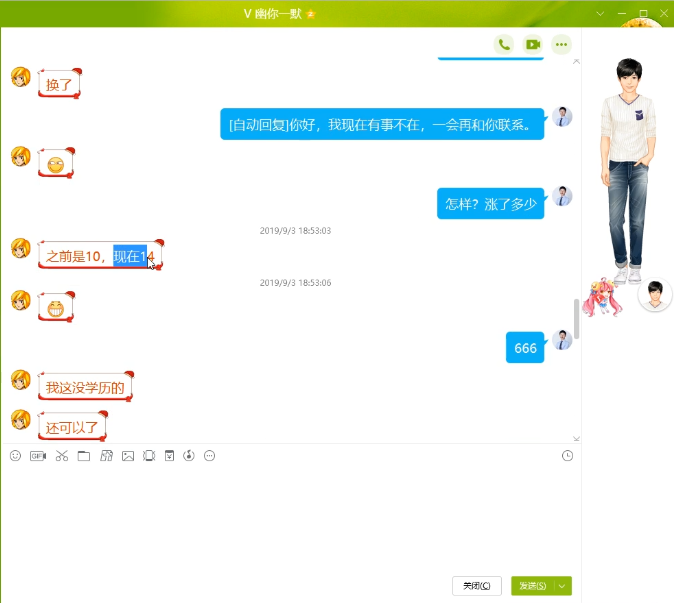 V 幽你一默
换了
[自动回复]你好，我现在有事不在，一会再和你联系。
怎样？涨了多少
2019/9/3 18:53:03
之前是10，现在14
2019/9/3 18:53:06
666
我这没学历的
还可以了
GIF
关闭(C)
发送(S)